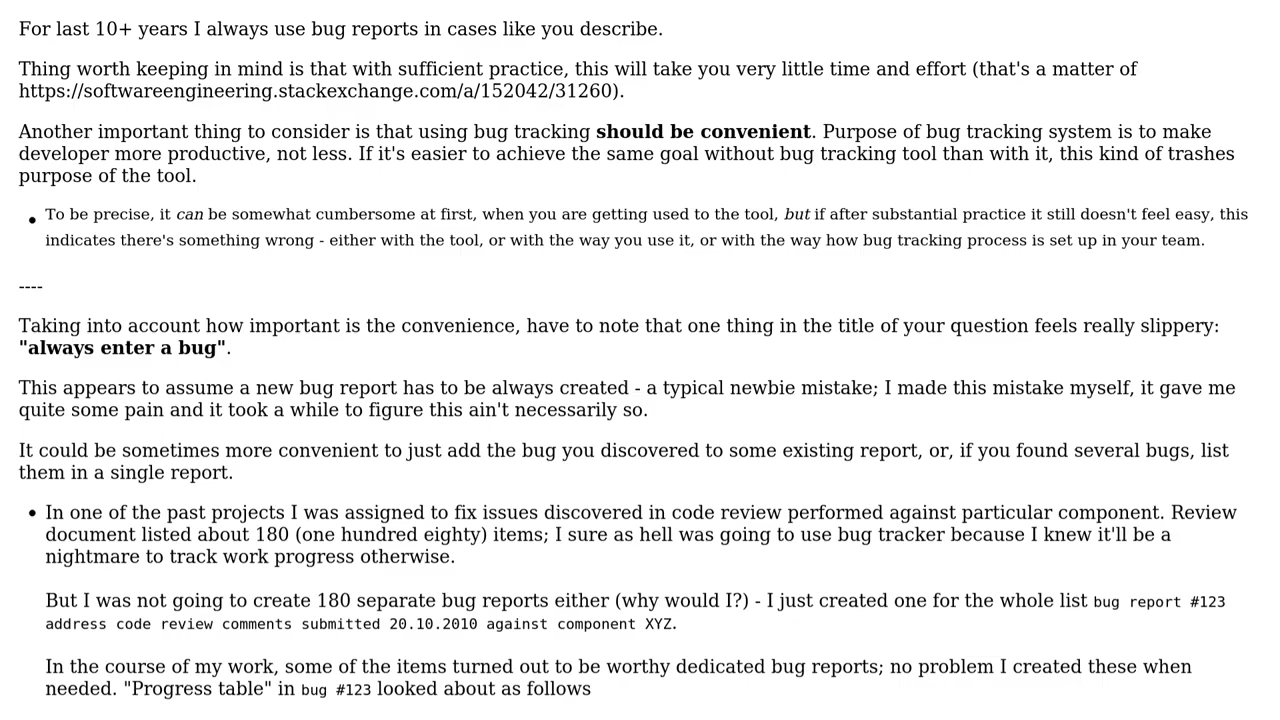 For last 10+ years I always use bug reports in cases like you describe.
Thing worth keeping in mind is that with sufficient practice, this will take you very little time and effort (that's a matter of
https://softwareengineering.stackexchange.com/a/152042/31260).
Another important thing to consider is that using bug tracking should be convenient. Purpose of bug tracking system is to make
developer more productive, not less. If it's easier to achieve the same goal without bug tracking tool than with it, this kind of trashes
purpose of the tool.
• To be precise, it can be somewhat cumbersome at first, when you are getting used to the tool, but if after substantial practice it still doesn't feel easy, this
indicates there's something wrong - either with the tool, or with the way you use it, or with the way how bug tracking process is set up in your team.
----
Taking into account how important is the convenience, have to note that one thing in the title of your question feels really slippery:
"always enter a bug".
This appears to assume a new bug report has to be always created - a typical newbie mistake; I made this mistake myself, it gave me
quite some pain and it took a while to figure this ain't necessarily so.
It could be sometimes more convenient to just add the bug you discovered to some existing report, or, if you found several bugs, list
them in a single report.
• In one of the past projects I was assigned to fix issues discovered in code review performed against particular component. Review
document listed about 180 (one hundred eighty) items; I sure as hell was going to use bug tracker because I knew it'll be a
nightmare to track work progress otherwise.
But I was not going to create 180 separate bug reports either (why would I?) - I just created one for the whole list bug report #123
address code review comments submitted 20.10.2010 against component XYZ.
In the course of my work, some of the items turned out to be worthy dedicated bug reports; no problem I created these when
needed. "Progress table" in bug #123 looked about as follows